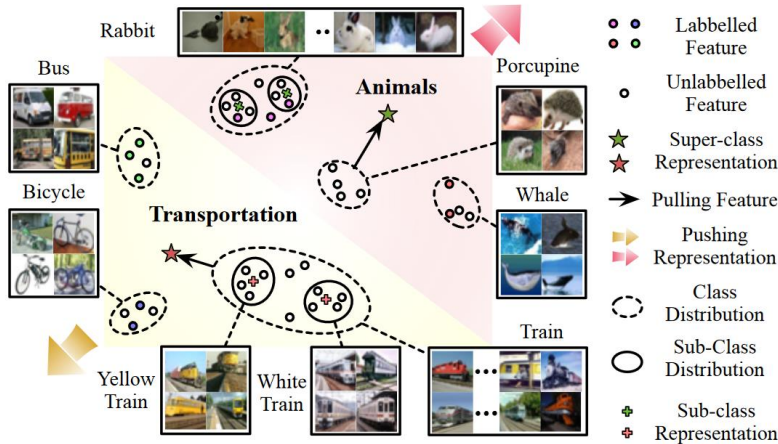 Rabbit
Bus
Animals
Porcupine
Bicycle
Transportation
Whale
Yellow
Train
White
Train
Train
Labbelled
Feature
Unlabbelled
Feature
Super-class
Representation
Pulling Feature
Pushing
Representation
Class
Distribution
Sub-Class
Distribution
Sub-class
Representation